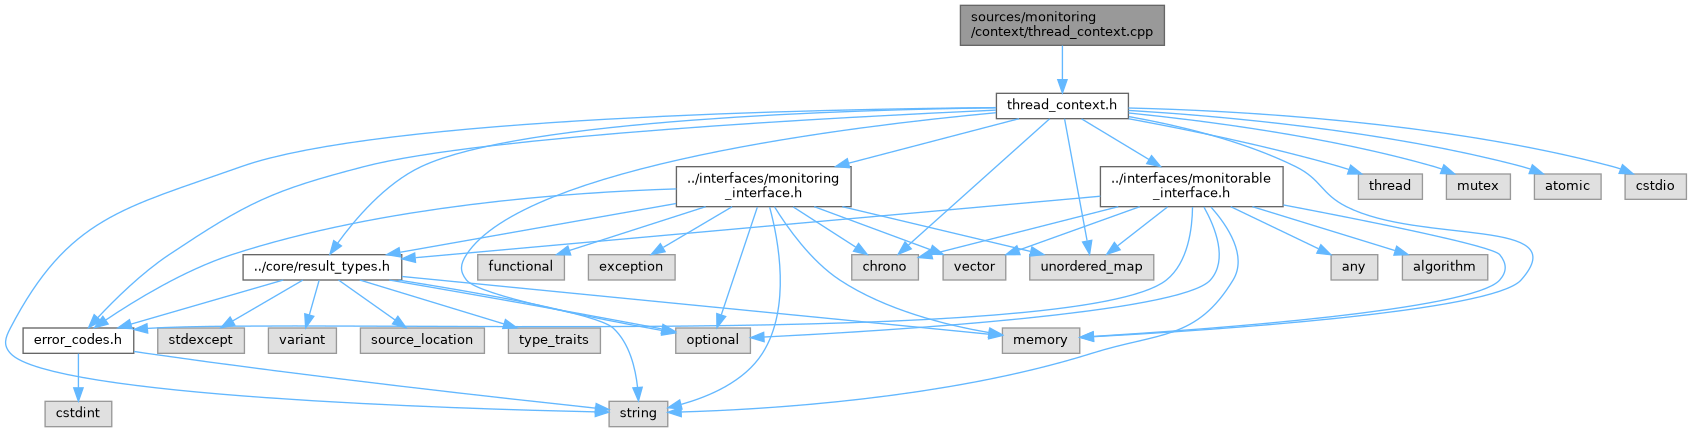 sources/monitoring
/context/thread_context.cpp
thread_context.h
../interfaces/monitoring
_interface.h
../interfaces/monitorable
_interface.h
thread
mutex
atomic
cstdio
../core/result_types.h
functional
exception
chrono
vector
unordered_map
any
algorithm
error_codes.h
stdexcept
variant
source_location
type_traits
optional
memory
cstdint
string